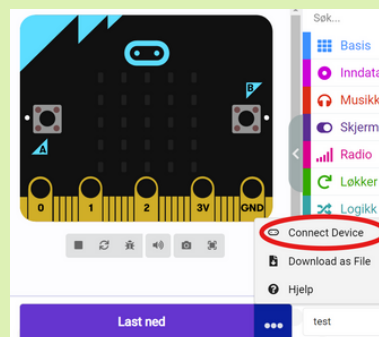 Søk...
Basis
Inndata
Musikk
Skjerm
Radio
Løkker
Logikk
B
A
0 1 2 3V GND
Connect Device
Download as File
Hjelp
Last ned
test